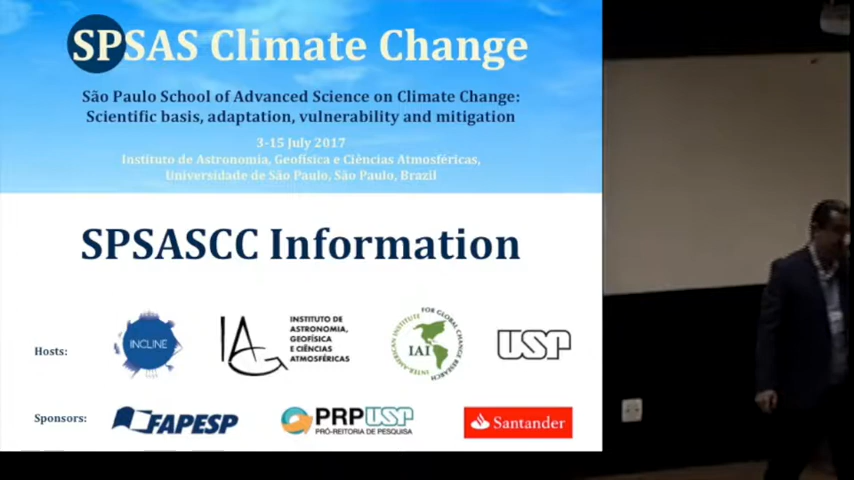 SPSAS Climate Change
São Paulo School of Advanced Science on Climate Change:
Scientific basis, adaptation, vulnerability and mitigation
3-15 July 2017
Instituto de Astronomia, Geofísica e Ciências Atmosféricas,
Universidade de São Paulo, São Paulo, Brazil
SPSASCC Information
Hosts:
INCLINE
IAG
INSTITUTO DE
ASTRONOMIA,
GEOFÍSICA
E CIÊNCIAS
ATMOSFÉRICAS
INTER-AMERICAN INSTITUTE FOR GLOBAL CHANGE RESEARCH
IAI
USP
Sponsors:
FAPESP
PRPUSP
PRÓ-REITORIA DE PESQUISA
Santander